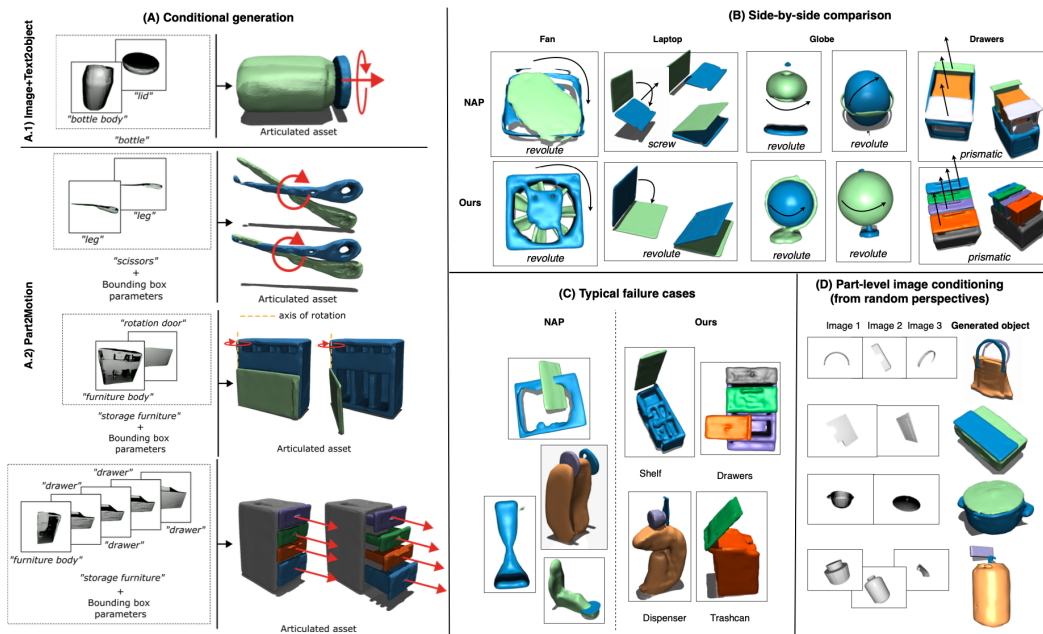 (A) Conditional generation
A.1) Image+Text2object
"lid"
"bottle body"
"bottle"
Articulated asset
A.2) Part2Motion
"leg"
"leg"
"scissors"
+
Bounding box
parameters
Articulated asset
axis of rotation
"rotation door"
"furniture body"
"storage furniture"
+
Bounding box
parameters
Articulated asset
"drawer"
"drawer"
"drawer"
"drawer"
"furniture body"
"storage furniture"
+
Bounding box
parameters
Articulated asset
(B) Side-by-side comparison
Fan
Laptop
Globe
Drawers
NAP
revolute
screw
revolute
revolute
prismatic
Ours
revolute
revolute
revolute
revolute
prismatic
(C) Typical failure cases
NAP
Ours
Shelf
Drawers
Dispenser
Trashcan
(D) Part-level image conditioning
(from random perspectives)
Image 1
Image 2
Image 3
Generated object